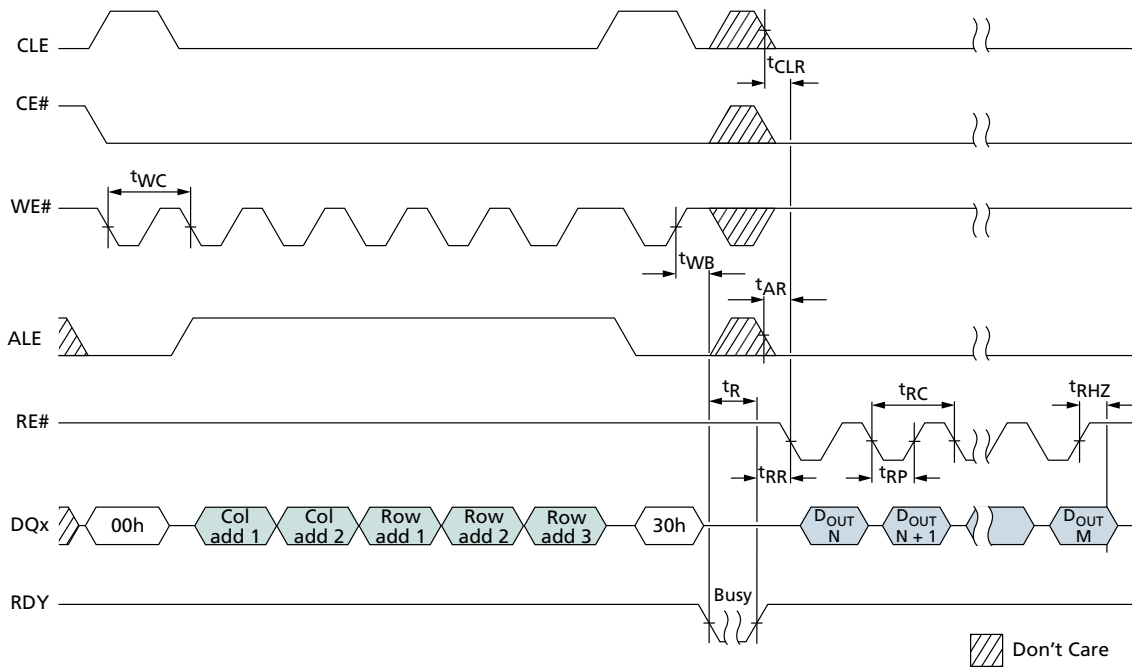 CLE
tCLR
CE#
tWC
WE#
tWB
tAR
ALE
tR
tRC
tRHZ
RE#
tRR
tRP
DQx
00h
Col
add 1
Col
add 2
Row
add 1
Row
add 2
Row
add 3
30h
DOUT
N
DOUT
N + 1
DOUT
M
RDY
Busy
Don't Care